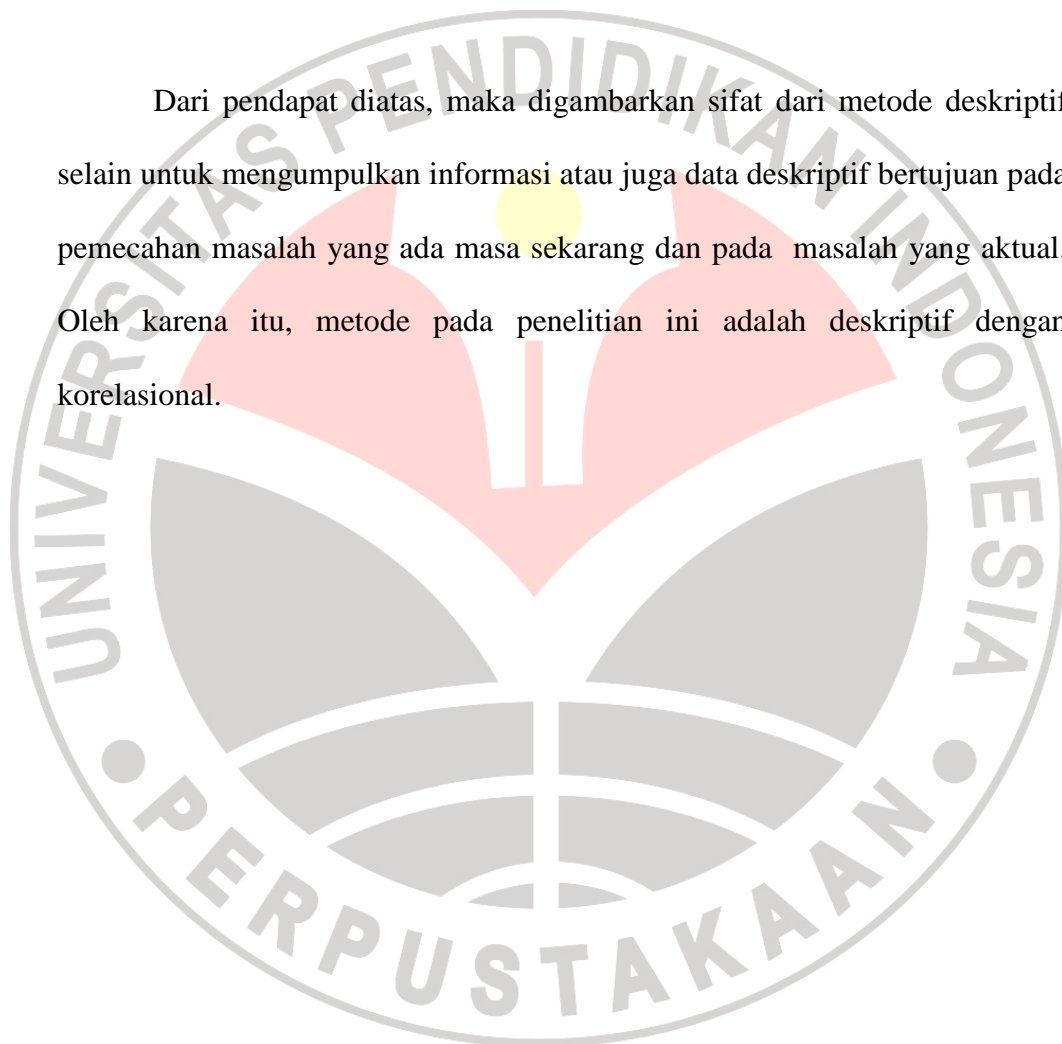 Dari pendapat diatas, maka digambarkan sifat dari metode deskriptif
selain untuk mengumpulkan informasi atau juga data deskriptif bertujuan pada
pemecahan masalah yang ada masa sekarang dan pada masalah yang aktual.
Oleh karena itu, metode pada penelitian ini adalah deskriptif dengan
korelasional.
UNIVERSITAS PENDIDIKAN INDONESIA
PERPUSTAKAAN